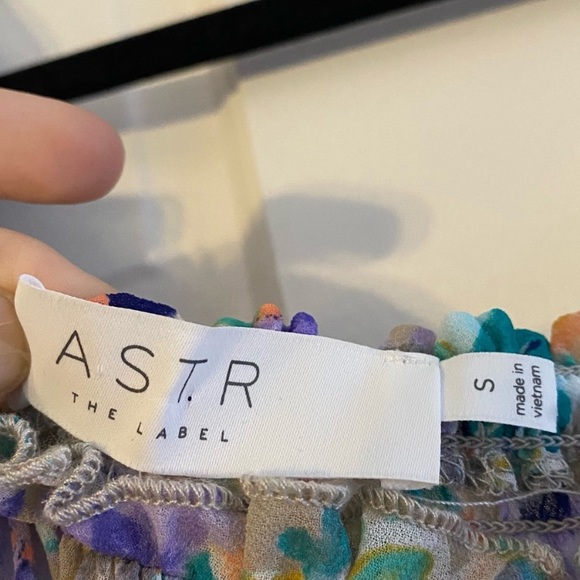 ASTR
THE LABEL
S
made in
vietnam